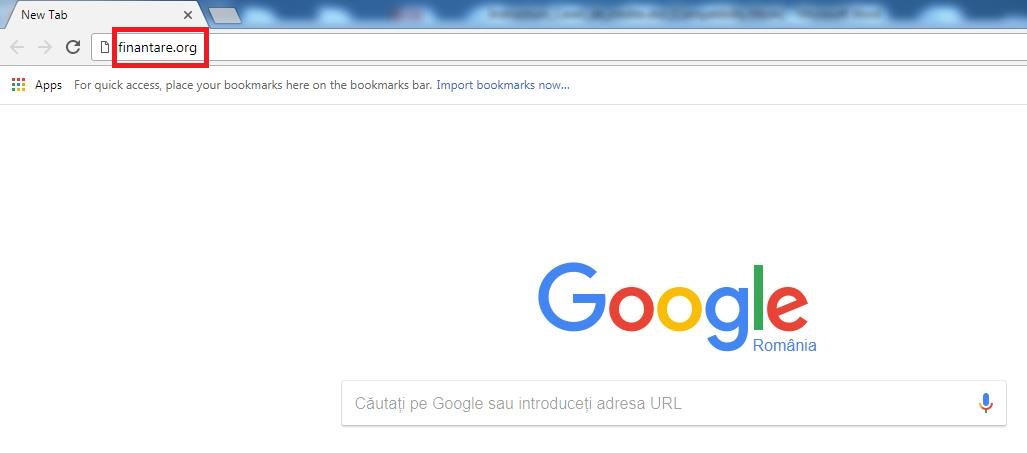 New Tab
finantare.org
Apps For quick access, place your bookmarks here on the bookmarks bar. Import bookmarks now...
Google
România
Căutați pe Google sau introduceți adresa URL